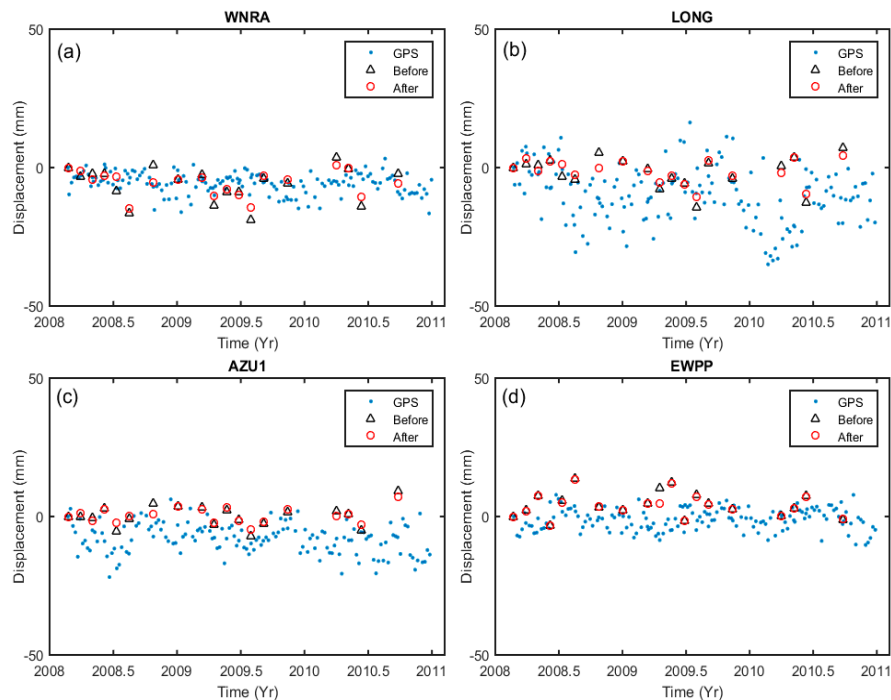 WNRA
(a)
GPS
Before
After
50
0
-50
Displacement (mm)
2008 2008.5 2009 2009.5 2010 2010.5 2011
Time (Yr)
LONG
(b)
GPS
Before
After
50
0
-50
Displacement (mm)
2008 2008.5 2009 2009.5 2010 2010.5 2011
Time (Yr)
AZU1
(c)
GPS
Before
After
50
0
-50
Displacement (mm)
2008 2008.5 2009 2009.5 2010 2010.5 2011
Time (Yr)
EWPP
(d)
GPS
Before
After
50
0
-50
Displacement (mm)
2008 2008.5 2009 2009.5 2010 2010.5 2011
Time (Yr)